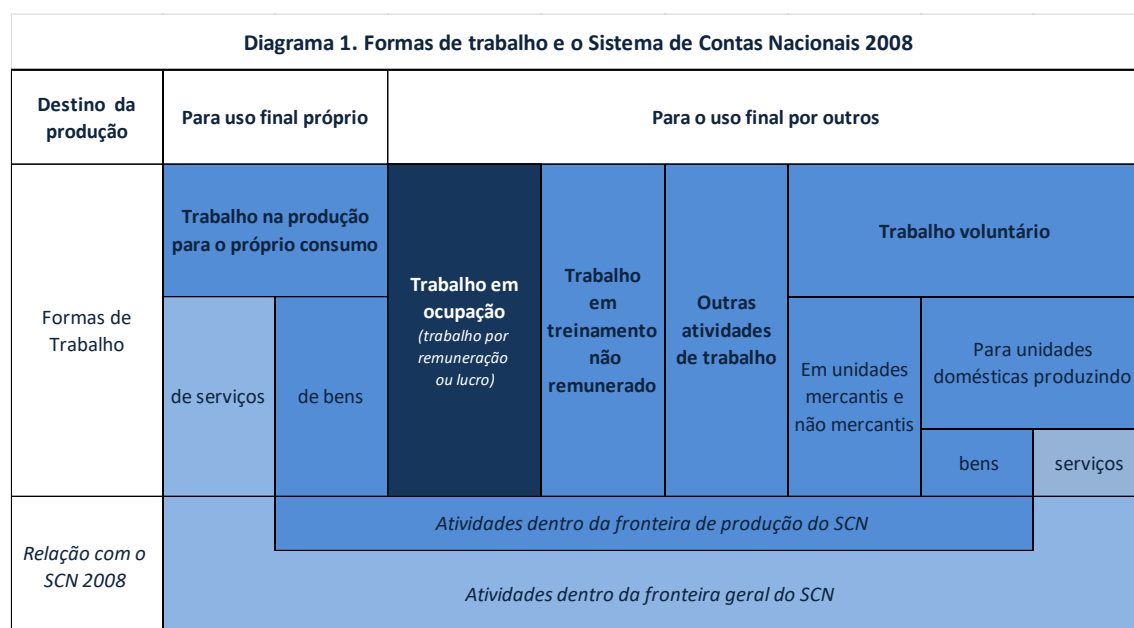 Diagrama 1. Formas de trabalho e o Sistema de Contas Nacionais 2008
Destino da
produção
Para uso final próprio
Para o uso final por outros
Formas de
Trabalho
Trabalho na produção
para o próprio consumo
de serviços
de bens
Trabalho em
ocupação
(trabalho por
remuneração
ou lucro)
Trabalho
em
treinamento
não
remunerado
Outras
atividades
de trabalho
Trabalho voluntário
Em unidades
mercantis e
não mercantis
Para unidades
domésticas produzindo
bens
serviços
Relação com o
SCN 2008
Atividades dentro da fronteira de produção do SCN
Atividades dentro da fronteira geral do SCN